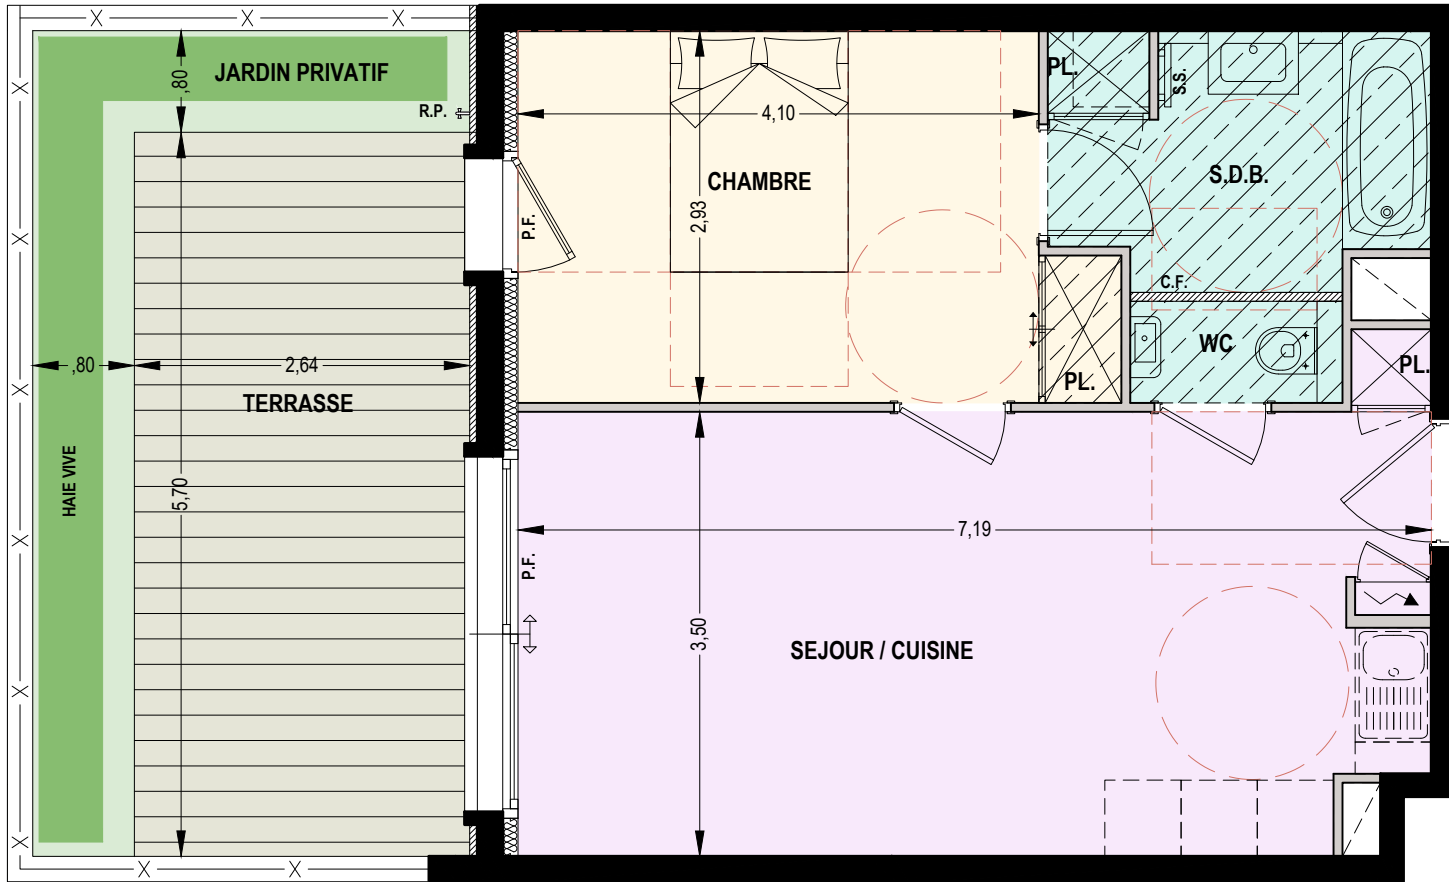 JARDIN PRIVATIF
,80
R.P.
4,10
PL.
S.S.
CHAMBRE
S.D.B.
2,93
P.F.
C.F.
,80
2,64
WC
PL.
PL.
TERRASSE
HAIE VIVE
5,70
7,19
P.F.
3,50
SEJOUR / CUISINE